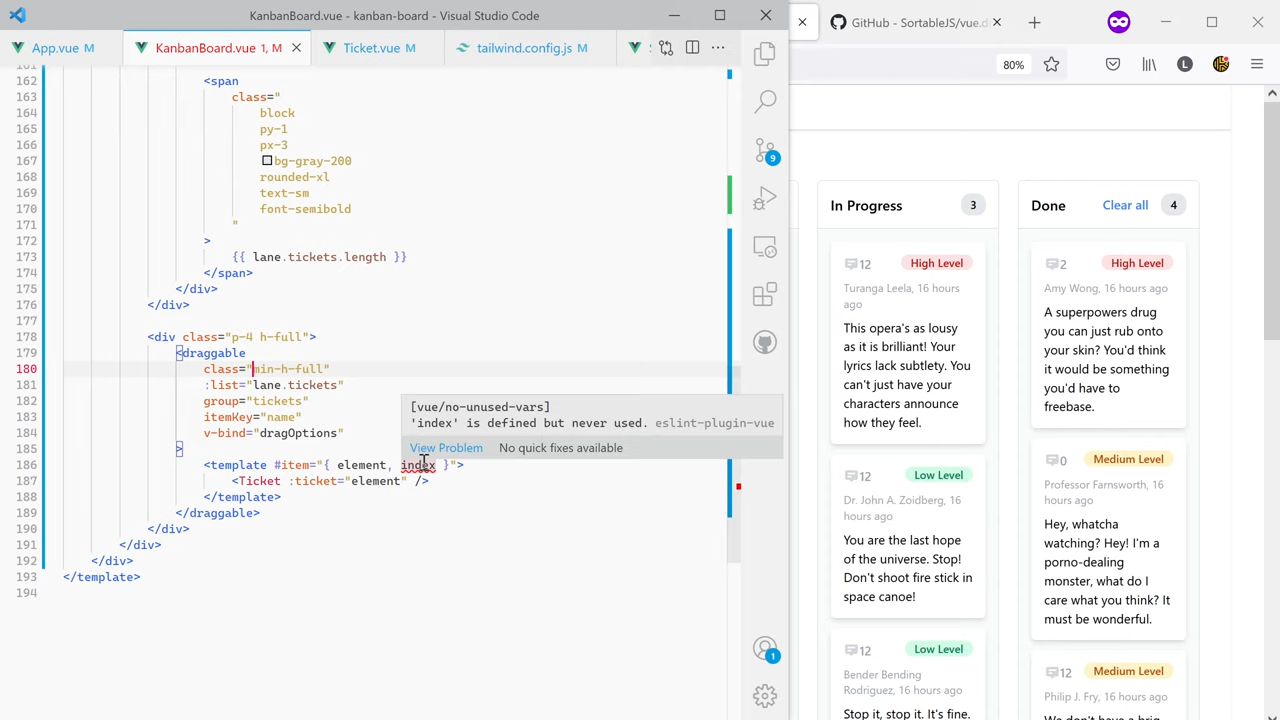 KanbanBoard.vue - kanban-board - Visual Studio Code
App.vue M
KanbanBoard.vue 1, M
Ticket.vue M
tailwind.config.js M
161
162 <span
163 class="
164 block
165 py-1
166 px-3
167 bg-gray-200
168 rounded-xl
169 text-sm
170 font-semibold
171 "
172 >
173 {{ lane.tickets.length }}
174 </span>
175 </div>
176 </div>
177
178 <div class="p-4 h-full">
179 <draggable
180 class="min-h-full"
181 :list="lane.tickets"
182 group="tickets"
183 itemKey="name"
184 v-bind="dragOptions"
185 >
186 <template #item="{ element, index }">
187 <Ticket :ticket="element" />
188 </template>
189 </draggable>
190 </div>
191 </div>
192 </div>
193 </template>
194
[vue/no-unused-vars]
'index' is defined but never used. eslint-plugin-vue
View Problem No quick fixes available
9
1
GitHub - SortableJS/vue.d
80%
L
In Progress 3
12 High Level
Turanga Leela, 16 hours
ago
This opera's as lousy
as it is brilliant! Your
lyrics lack subtlety. You
can't just have your
characters announce
how they feel.
12 Low Level
Dr. John A. Zoidberg, 16
hours ago
You are the last hope
of the universe. Stop!
Don't shoot fire stick in
space canoe!
12 Low Level
Bender Bending
Rodriguez, 16 hours ago
Stop it, stop it. It's fine.
Done Clear all 4
2 High Level
Amy Wong, 16 hours ago
A superpowers drug
you can just rub onto
your skin? You'd think
it would be something
you'd have to
freebase.
0 Medium Level
Professor Farnsworth, 16
hours ago
Hey, whatcha
watching? Hey! I'm a
porno-dealing
monster, what do I
care what you think? It
must be wonderful.
12 Medium Level
Philip J. Fry, 16 hours ago
We don't have a brig.